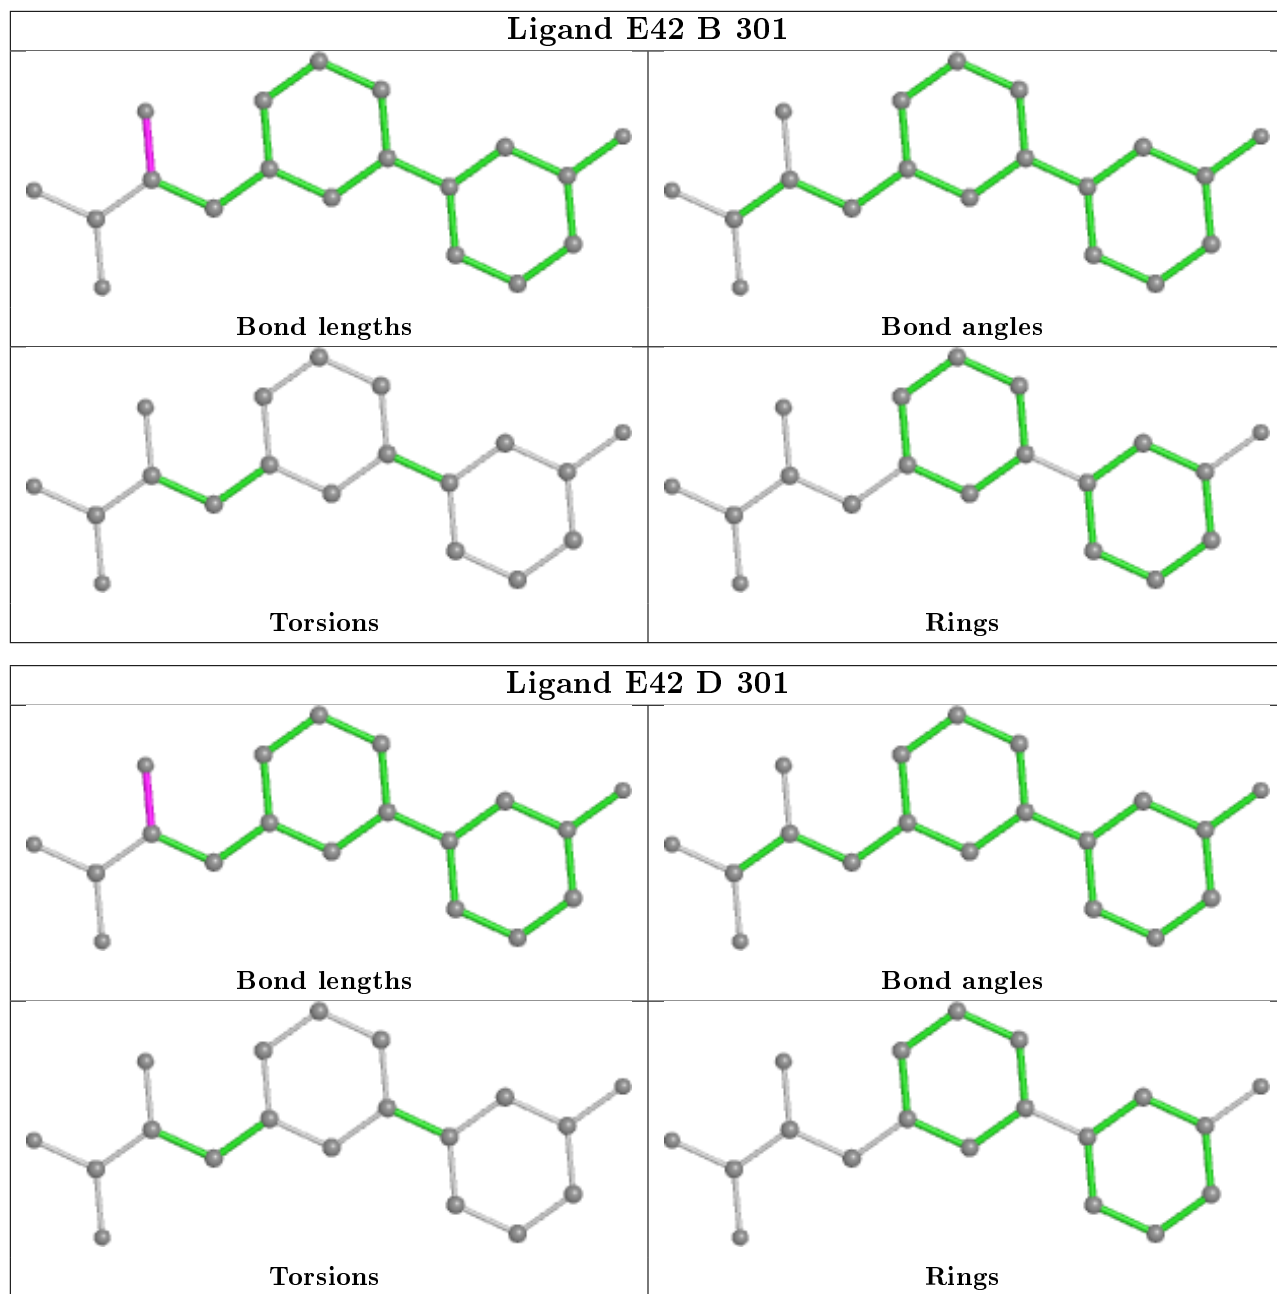 Ligand E42 B 301
Bond lengths
Bond angles
Torsions
Rings
Ligand E42 D 301
Bond lengths
Bond angles
Torsions
Rings